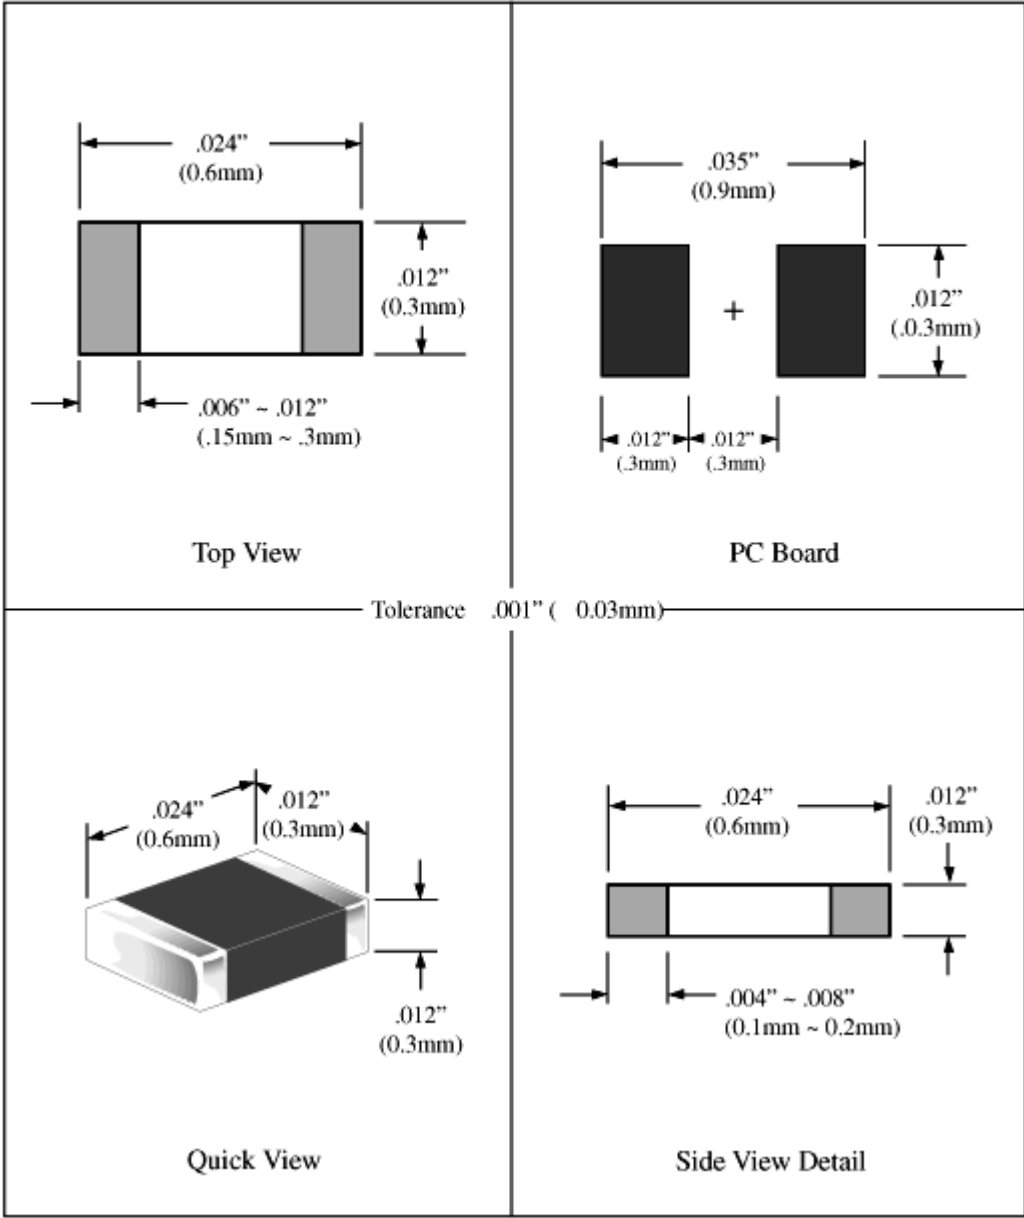 .024”
(0.6mm)
.012”
(0.3mm)
.006” ~ .012”
(.15mm ~ .3mm)
Top View
.035”
(0.9mm)
+
.012”
(.0.3mm)
.012” .012”
(.3mm) (.3mm)
PC Board
Tolerance .001” ( 0.03mm)
.024”
(0.6mm)
.012”
(0.3mm)
.012”
(0.3mm)
Quick View
.024”
(0.6mm)
.012”
(0.3mm)
.004” ~ .008”
(0.1mm ~ 0.2mm)
Side View Detail